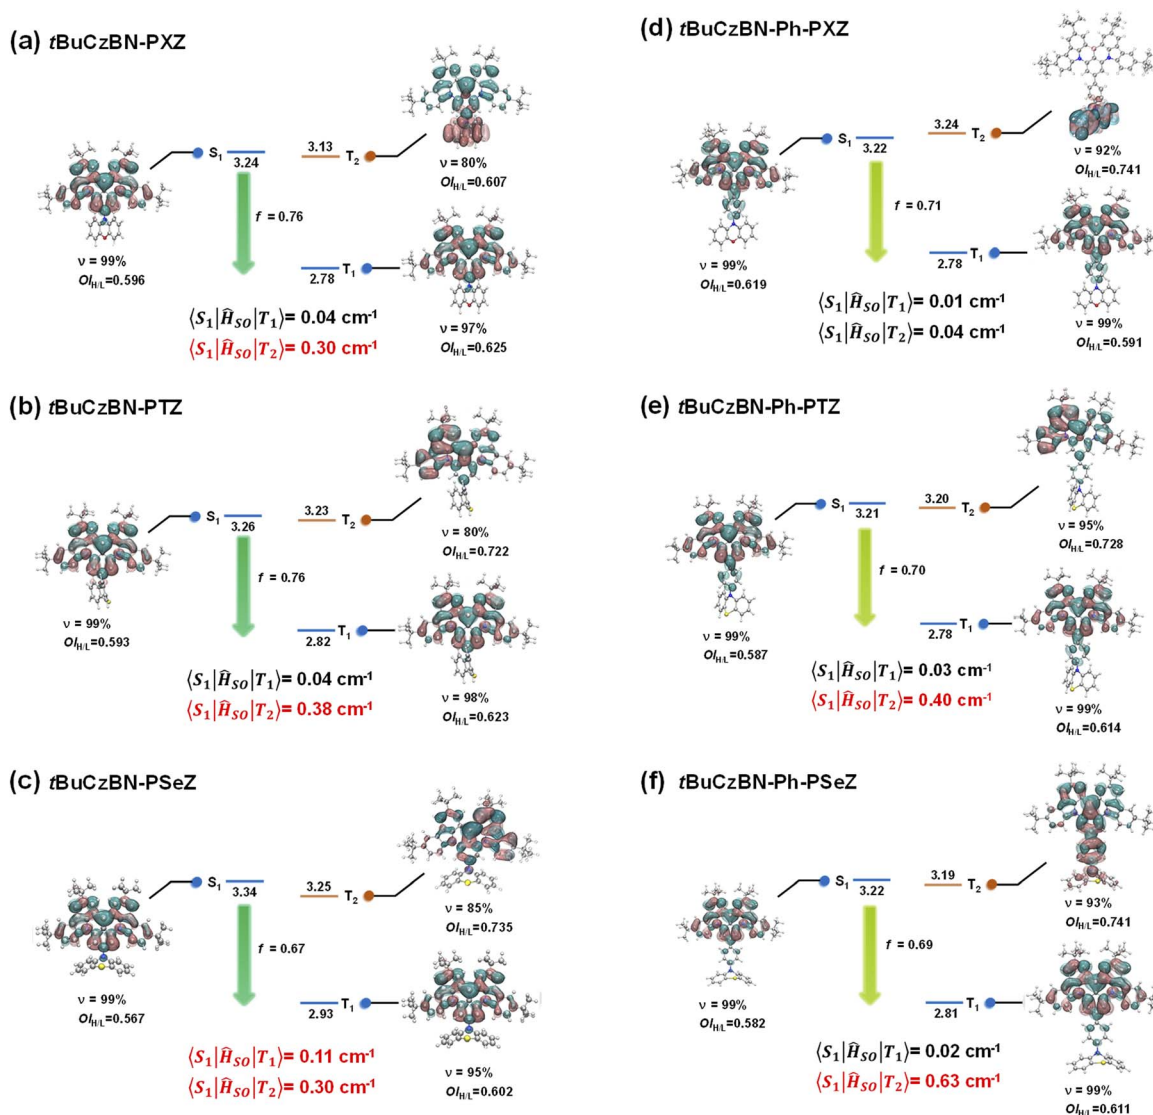 (a) tBuCzBN-PXZ
S1
3.24
3.13
T2
ν = 80%
OIH/L=0.607
f = 0.76
ν = 99%
OIH/L=0.596
2.78
T1
⟨S1|ĤSO|T1⟩= 0.04 cm-1
⟨S1|ĤSO|T2⟩= 0.30 cm-1
ν = 97%
OIH/L=0.625
(d) tBuCzBN-Ph-PXZ
S1
3.22
3.24
T2
ν = 92%
OIH/L=0.741
f = 0.71
ν = 99%
OIH/L=0.619
2.78
T1
⟨S1|ĤSO|T1⟩= 0.01 cm-1
⟨S1|ĤSO|T2⟩= 0.04 cm-1
ν = 99%
OIH/L=0.591
(b) tBuCzBN-PTZ
S1
3.26
3.23
T2
ν = 80%
OIH/L=0.722
f = 0.76
ν = 99%
OIH/L=0.593
2.82
T1
⟨S1|ĤSO|T1⟩= 0.04 cm-1
⟨S1|ĤSO|T2⟩= 0.38 cm-1
ν = 98%
OIH/L=0.623
(e) tBuCzBN-Ph-PTZ
S1
3.21
3.20
T2
ν = 95%
OIH/L=0.728
f = 0.70
ν = 99%
OIH/L=0.587
2.78
T1
⟨S1|ĤSO|T1⟩= 0.03 cm-1
⟨S1|ĤSO|T2⟩= 0.40 cm-1
ν = 99%
OIH/L=0.614
(c) tBuCzBN-PSeZ
S1
3.34
3.25
T2
ν = 85%
OIH/L=0.735
f = 0.67
ν = 99%
OIH/L=0.567
2.93
T1
⟨S1|ĤSO|T1⟩= 0.11 cm-1
⟨S1|ĤSO|T2⟩= 0.30 cm-1
ν = 95%
OIH/L=0.602
(f) tBuCzBN-Ph-PSeZ
S1
3.22
3.19
T2
ν = 93%
OIH/L=0.741
f = 0.69
ν = 99%
OIH/L=0.582
2.81
T1
⟨S1|ĤSO|T1⟩= 0.02 cm-1
⟨S1|ĤSO|T2⟩= 0.63 cm-1
ν = 99%
OIH/L=0.611